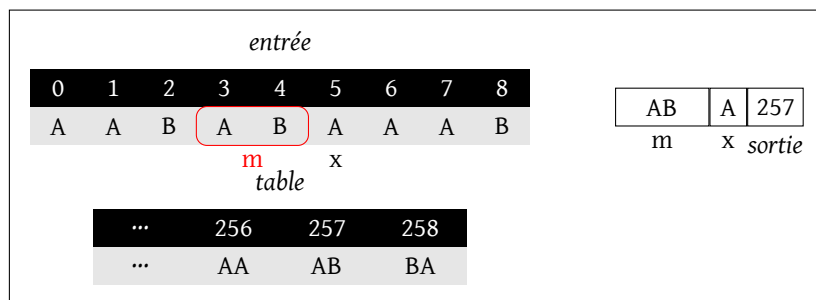 entrée
0 1 2 3 4 5 6 7 8
A A B A B A A A B
m x
table
... 256 257 258
... AA AB BA
AB A 257
m x sortie